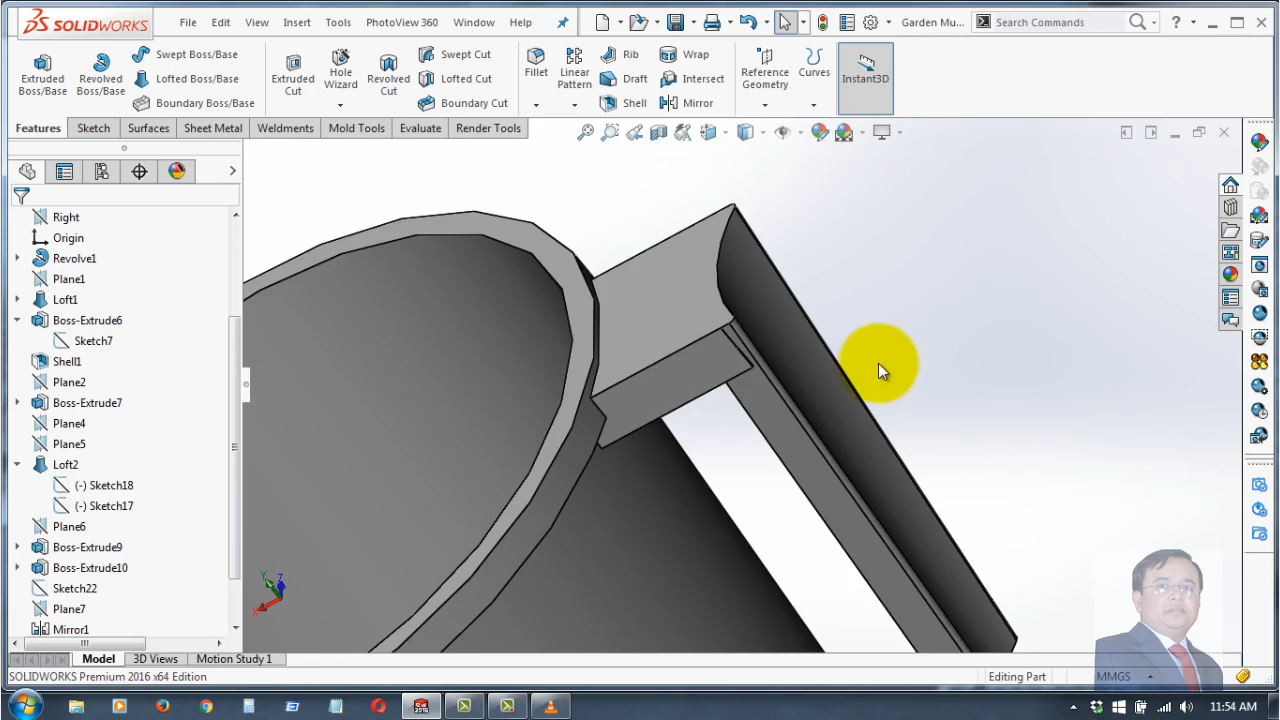 SOLIDWORKS
File Edit View Insert Tools PhotoView 360 Window Help
Garden Mu...
Search Commands
Extruded Boss/Base
Revolved Boss/Base
Swept Boss/Base
Lofted Boss/Base
Boundary Boss/Base
Extruded Cut
Hole Wizard
Revolved Cut
Swept Cut
Lofted Cut
Boundary Cut
Fillet
Linear Pattern
Rib
Draft
Shell
Wrap
Intersect
Mirror
Reference Geometry
Curves
Instant3D
Features Sketch Surfaces Sheet Metal Weldments Mold Tools Evaluate Render Tools
Right
Origin
Revolve1
Plane1
Loft1
Boss-Extrude6
Sketch7
Shell1
Plane2
Boss-Extrude7
Plane4
Plane5
Loft2
(-) Sketch18
(-) Sketch17
Plane6
Boss-Extrude9
Boss-Extrude10
Sketch22
Plane7
Mirror1
Y Z
X
Model 3D Views Motion Study 1
SOLIDWORKS Premium 2016 x64 Edition
Editing Part
MMGS
11:54 AM